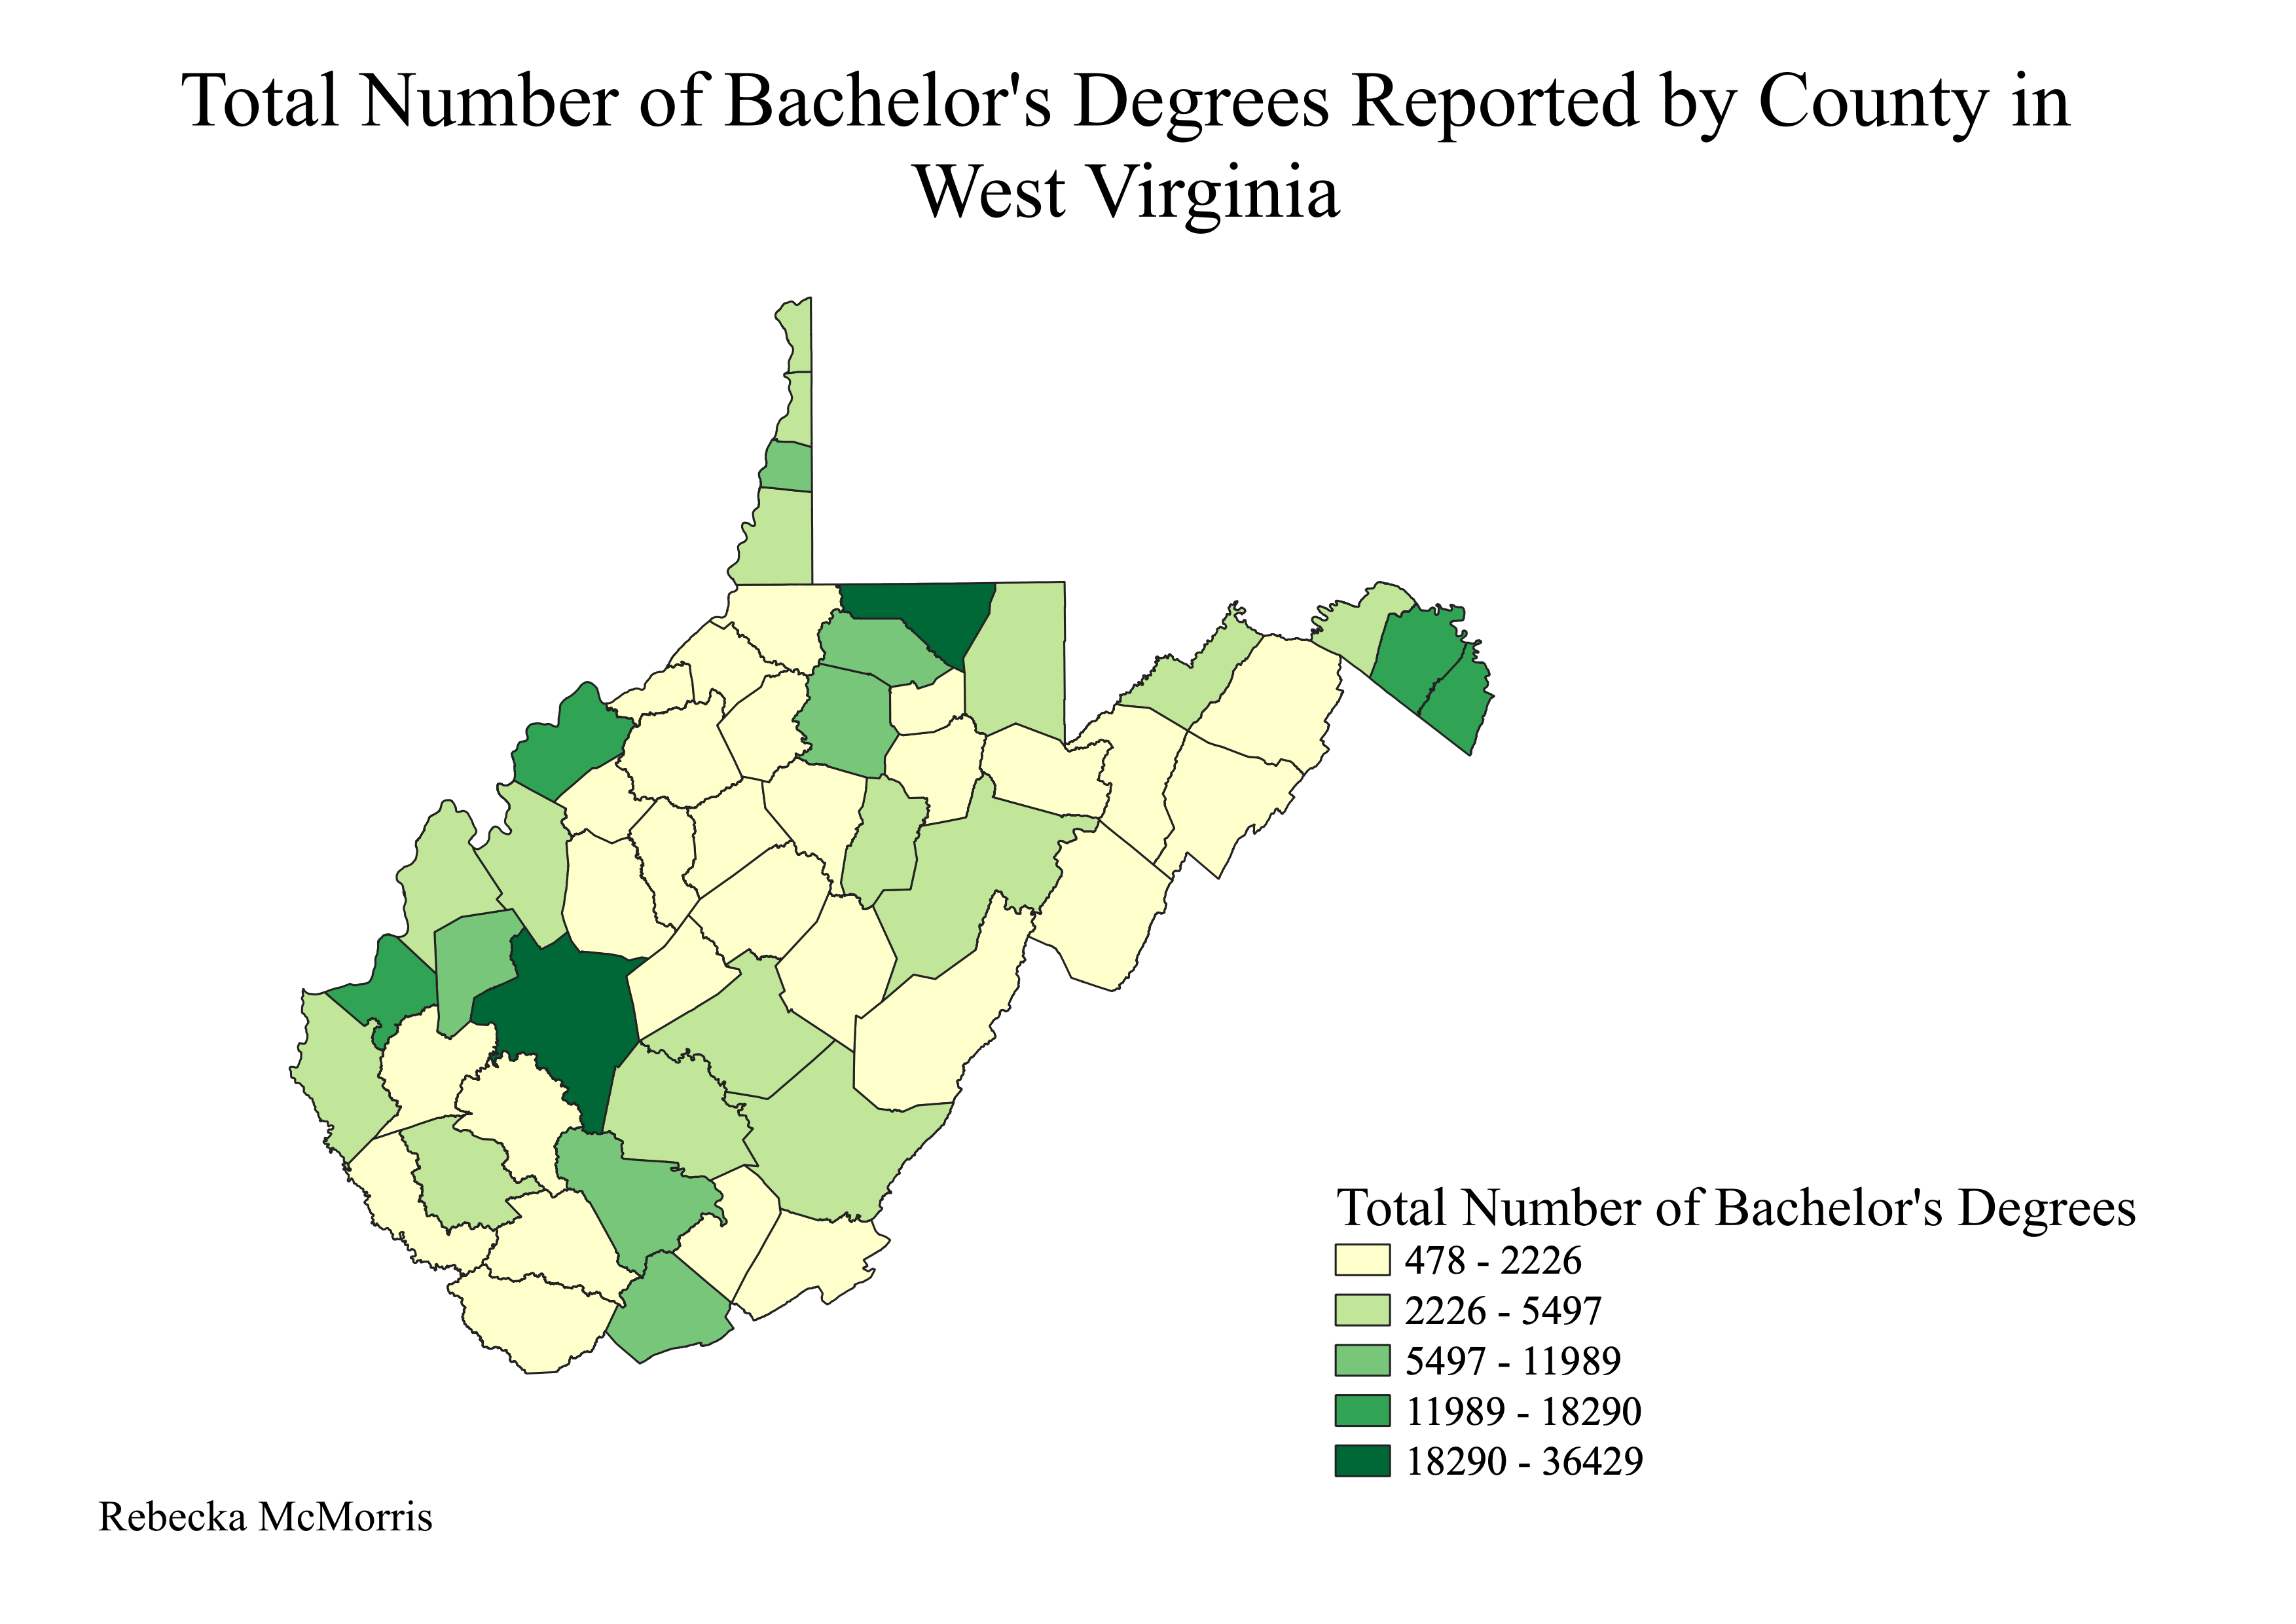 Total Number of Bachelor's Degrees Reported by County in
West Virginia
Total Number of Bachelor's Degrees
478 - 2226
2226 - 5497
5497 - 11989
11989 - 18290
18290 - 36429
Rebecka McMorris